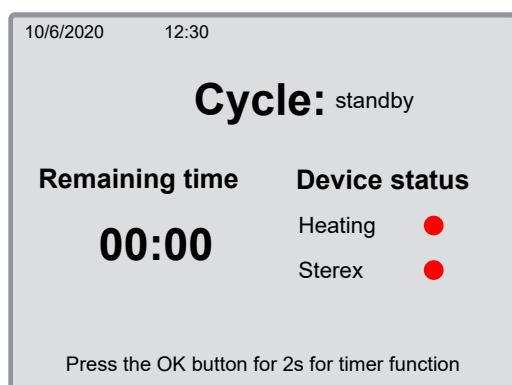 10/6/2020 12:30
Cycle: standby
Remaining time
00:00
Device status
Heating
Sterex
Press the OK button for 2s for timer function